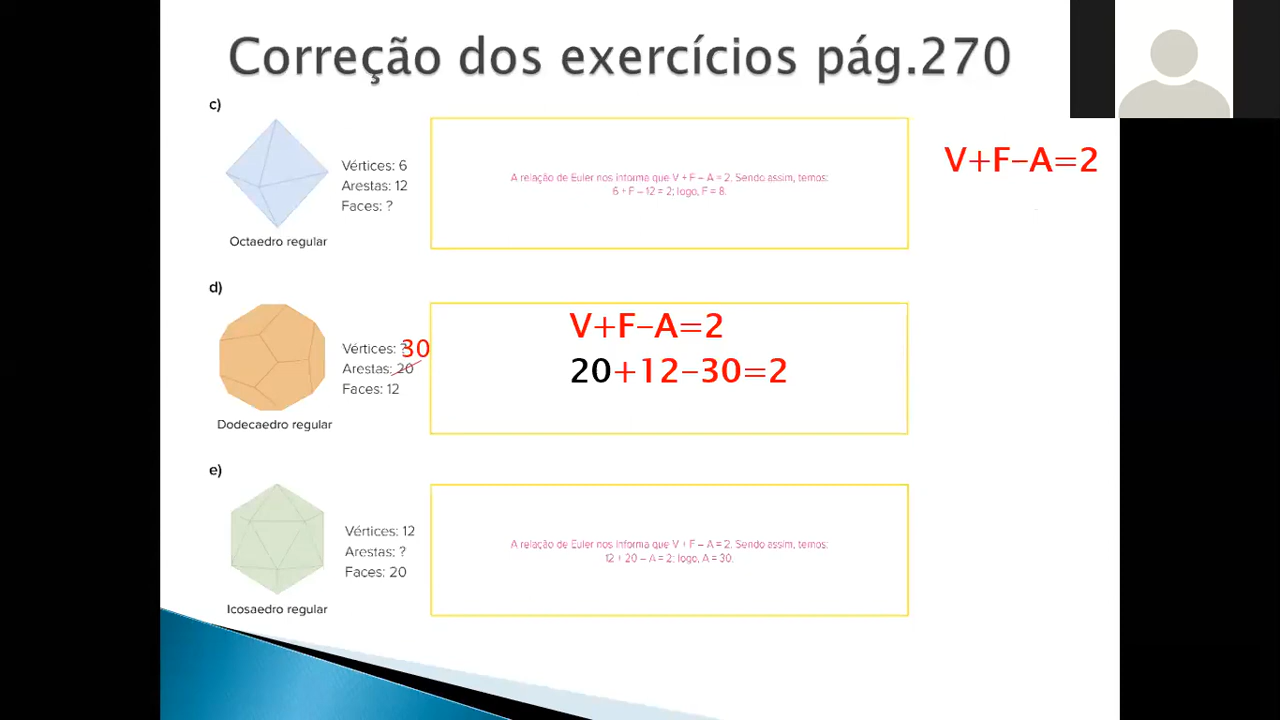 Correção dos exercícios pág.270
c)
Vértices: 6
Arestas: 12
Faces: ?
Octaedro regular
A relação de Euler nos informa que V + F – A = 2. Sendo assim, temos:
6 + F – 12 = 2; logo, F = 8.
V+F–A=2
d)
Vértices: ?
30
Arestas: 20
Faces: 12
Dodecaedro regular
V+F–A=2
20+12–30=2
e)
Vértices: 12
Arestas: ?
Faces: 20
Icosaedro regular
A relação de Euler nos informa que V + F – A = 2. Sendo assim, temos:
12 + 20 – A = 2; logo, A = 30.